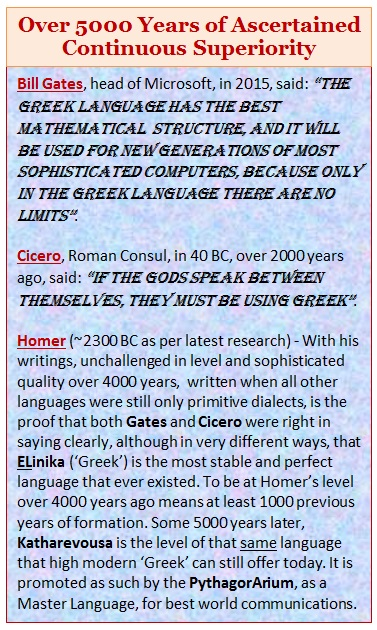 Over 5000 Years of Ascertained
Continuous Superiority
Bill Gates, head of Microsoft, in 2015, said: “THE
GREEK LANGUAGE HAS THE BEST
MATHEMATICAL STRUCTURE, AND IT WILL
BE USED FOR NEW GENERATIONS OF MOST
SOPHISTICATED COMPUTERS, BECAUSE ONLY
IN THE GREEK LANGUAGE THERE ARE NO
LIMITS”.
Cicero, Roman Consul, in 40 BC, over 2000 years
ago, said: “IF THE GODS SPEAK BETWEEN
THEMSELVES, THEY MUST BE USING GREEK”.
Homer (~2300 BC as per latest research) - With his
writings, unchallenged in level and sophisticated
quality over 4000 years, written when all other
languages were still only primitive dialects, is the
proof that both Gates and Cicero were right in
saying clearly, although in very different ways, that
ELinika (‘Greek’) is the most stable and perfect
language that ever existed. To be at Homer’s level
over 4000 years ago means at least 1000 previous
years of formation. Some 5000 years later,
Katharevousa is the level of that same language
that high modern ‘Greek’ can still offer today. It is
promoted as such by the PythagorArium, as a
Master Language, for best world communications.